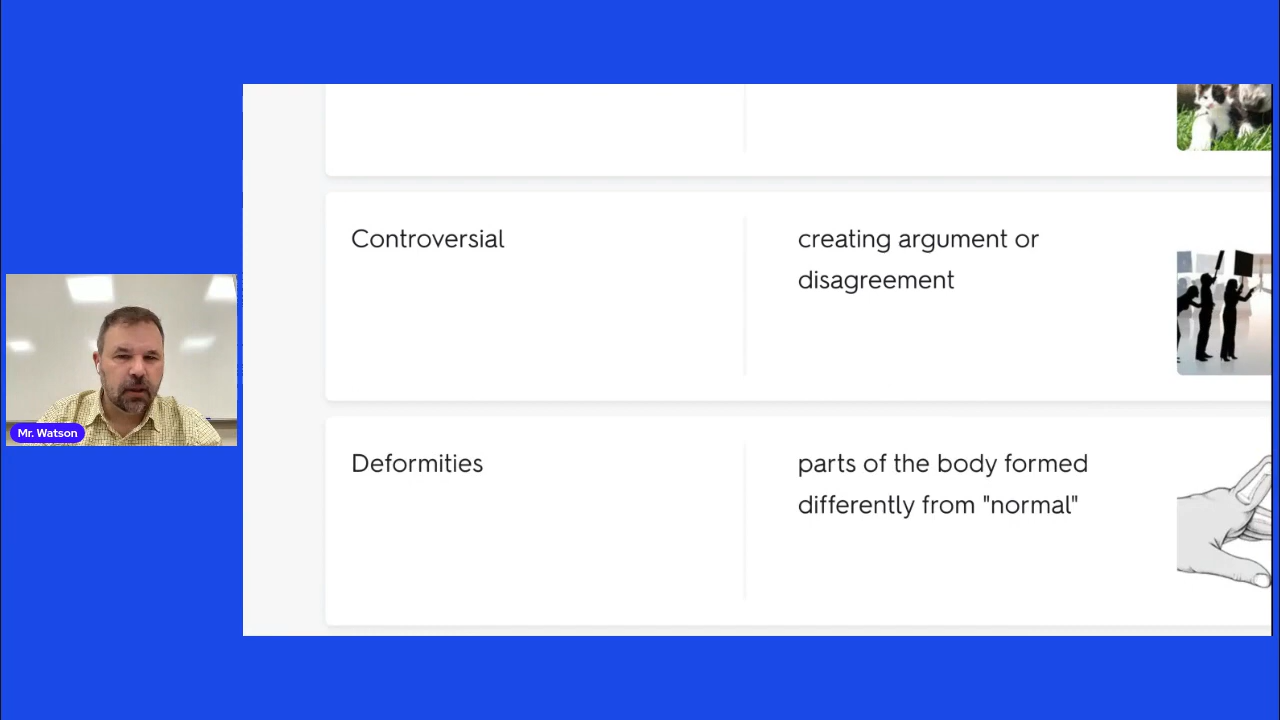 Controversial
creating argument or
disagreement
Mr. Watson
Deformities
parts of the body formed
differently from "normal"